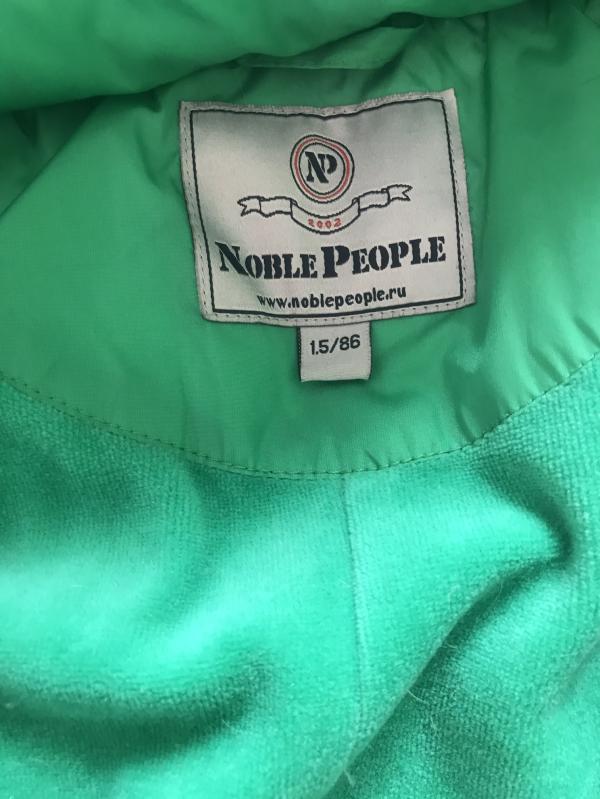 NP
2002
NOBLE PEOPLE
www.noblepeople.ru
1.5/86